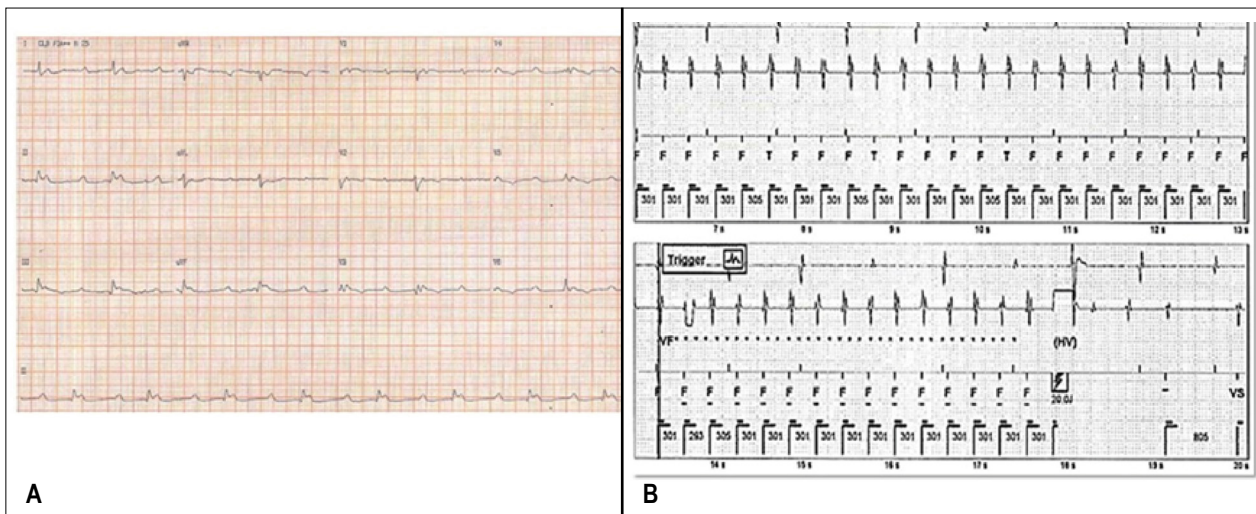 aVR V1 V4
V2 V5
aVF V3 V6
A
F F F F F T F F F T F F F F T F F F F F F F F F
301 301 301 301 305 301 301 301 305 301 301 301 301 305 301 301 301 301 301 301 301 301 301
7 s 8 s 9 s 10 s 11 s 12 s 13 s
Trigger
VF (HV)
F F F F F F F F F F F F F F F 20.0J VS
301 293 305 301 301 301 301 301 301 301 301 301 301 301 301 805
14 s 15 s 16 s 17 s 18 s 19 s 20 s
B